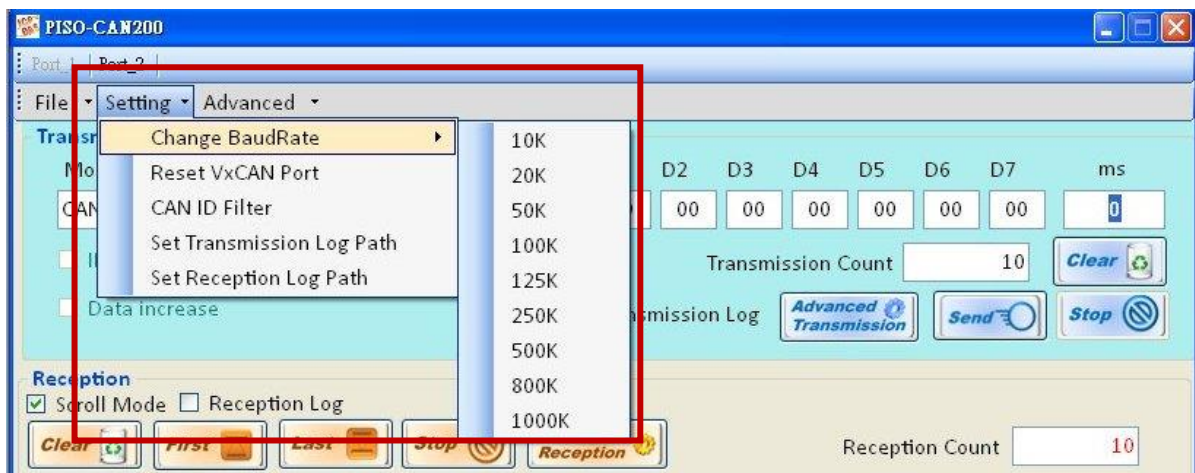 PISO-CAN200
Port_1 Port_2
File Setting Advanced
Change BaudRate
Reset VxCAN Port
CAN ID Filter
Set Transmission Log Path
Set Reception Log Path
10K
20K
50K
100K
125K
250K
500K
800K
1000K
D2 D3 D4 D5 D6 D7 ms
CAN 00 00 00 00 00 00 0
Transmission Count 10 Clear
Data increase Log Advanced Transmission Send Stop
Reception
Scroll Mode Reception Log
Clear First Last Stop Reception Reception Count 10